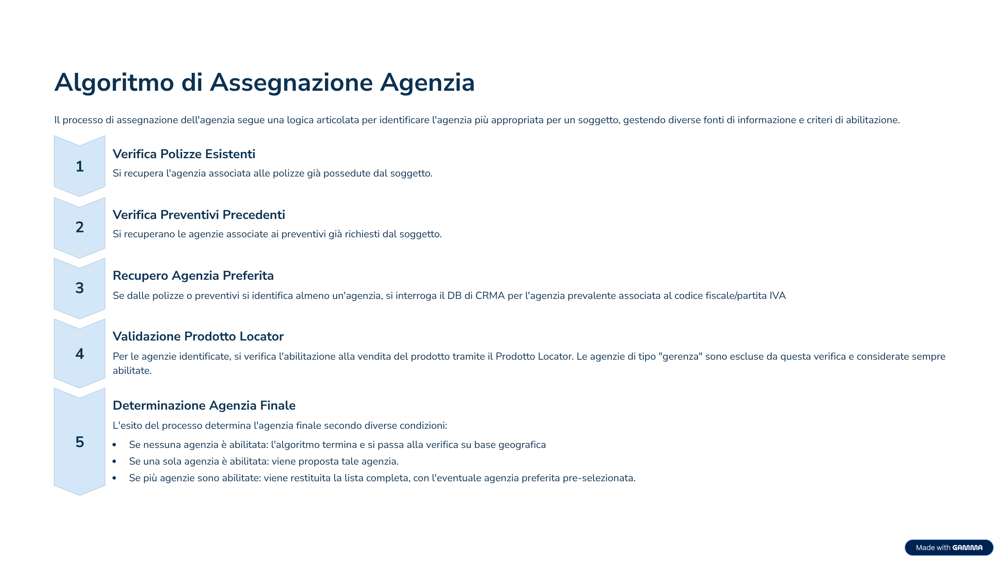 Algoritmo di Assegnazione Agenzia
Il processo di assegnazione dell'agenzia segue una logica articolata per identificare l'agenzia più appropriata per un soggetto, gestendo diverse fonti di informazione e criteri di abilitazione.
1
Verifica Polizze Esistenti
Si recupera l'agenzia associata alle polizze già possedute dal soggetto.
2
Verifica Preventivi Precedenti
Si recuperano le agenzie associate ai preventivi già richiesti dal soggetto.
3
Recupero Agenzia Preferita
Se dalle polizze o preventivi si identifica almeno un'agenzia, si interroga il DB di CRMA per l'agenzia prevalente associata al codice fiscale/partita IVA
4
Validazione Prodotto Locator
Per le agenzie identificate, si verifica l'abilitazione alla vendita del prodotto tramite il Prodotto Locator. Le agenzie di tipo "gerenza" sono escluse da questa verifica e considerate sempre
abilitate.
5
Determinazione Agenzia Finale
L'esito del processo determina l'agenzia finale secondo diverse condizioni:
• Se nessuna agenzia è abilitata: l'algoritmo termina e si passa alla verifica su base geografica
• Se una sola agenzia è abilitata: viene proposta tale agenzia.
• Se più agenzie sono abilitate: viene restituita la lista completa, con l'eventuale agenzia preferita pre-selezionata.
Made with GAMMA